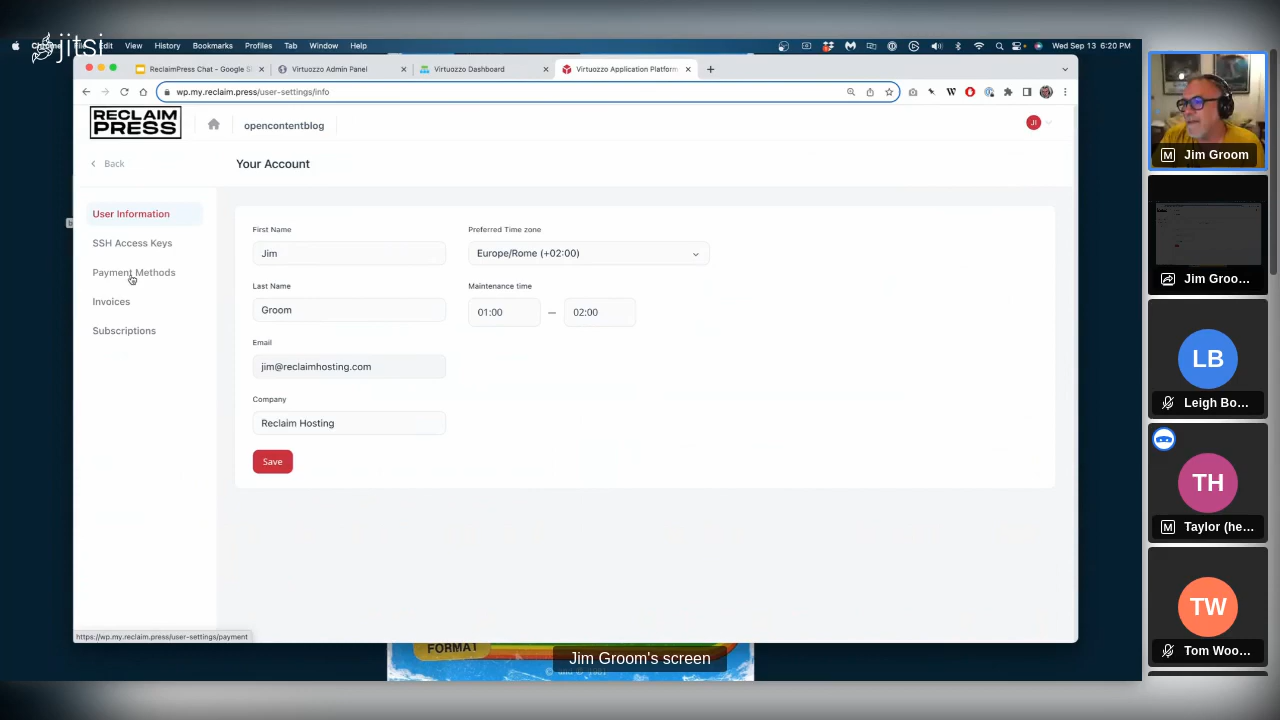 jitsi
Edit View History Bookmarks Profiles Tab Window Help
Wed Sep 13 6:20 PM
ReclaimPress Chat - Google S
Virtuozzo Admin Panel
Virtuozzo Dashboard
Virtuozzo Application Platform
wp.my.reclaim.press/user-settings/info
RECLAIM
PRESS
opencontentblog
JI
Back
Your Account
User Information
SSH Access Keys
Payment Methods
Invoices
Subscriptions
First Name
Jim
Preferred Time zone
Europe/Rome (+02:00)
Last Name
Groom
Maintenance time
01:00 — 02:00
Email
jim@reclaimhosting.com
Company
Reclaim Hosting
Save
https://wp.my.reclaim.press/user-settings/payment
FORMAT
Jim Groom's screen
M Jim Groom
Jim Groo...
LB
Leigh Bo...
TH
M Taylor (he...
TW
Tom Woo...